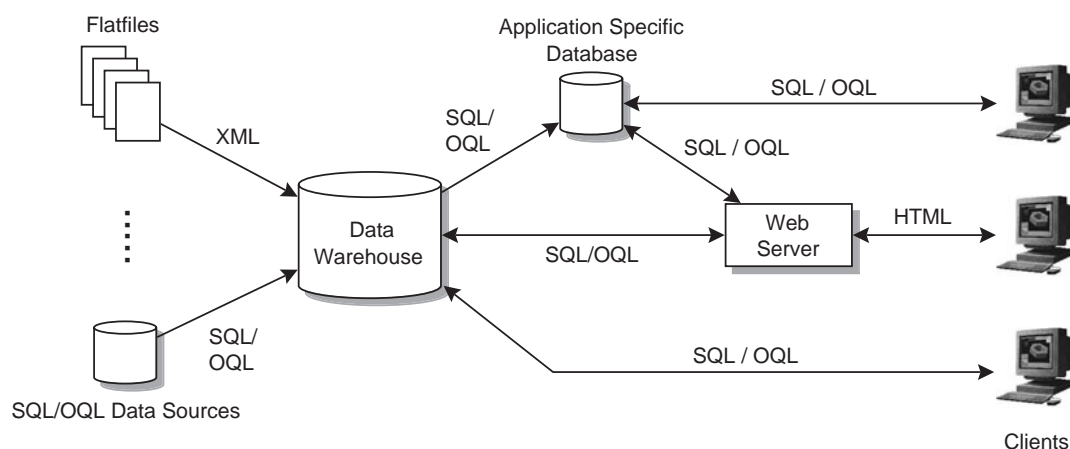 Flatfiles
Application Specific
Database
SQL / OQL
XML
SQL/
OQL
SQL / OQL
Data
Warehouse
Web
Server
HTML
SQL/OQL
SQL/
OQL
SQL / OQL
SQL/OQL Data Sources
Clients